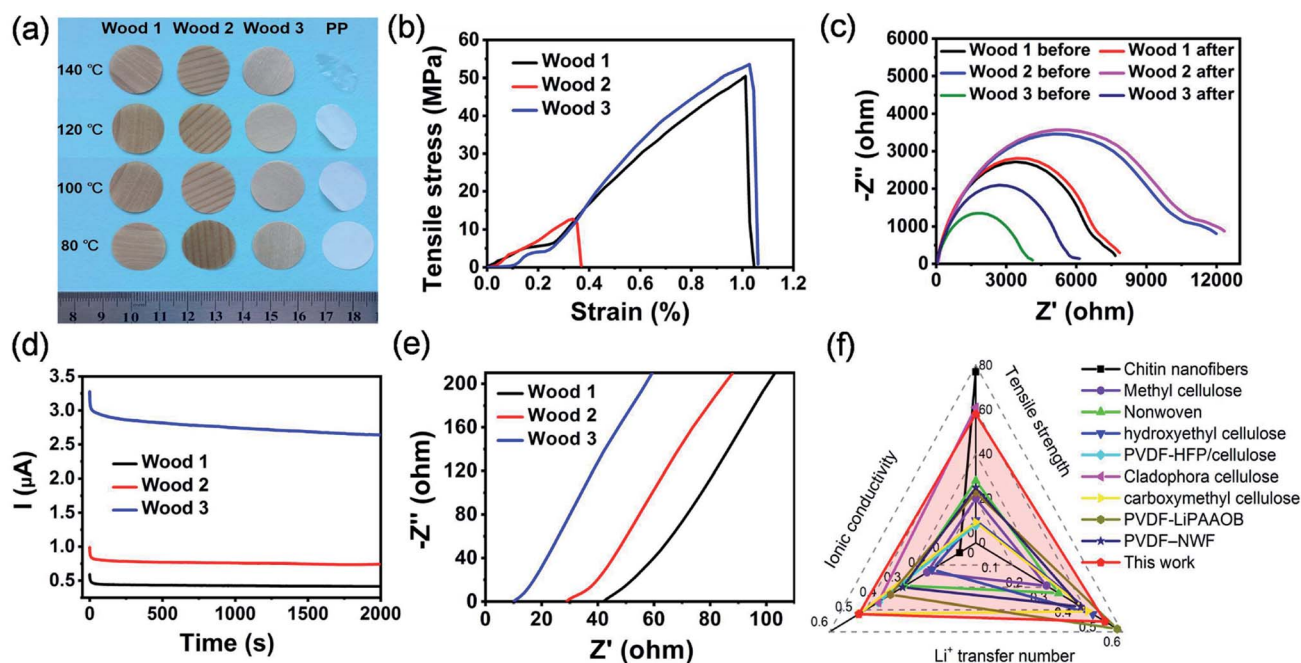 (a)
Wood 1 Wood 2 Wood 3 PP
140 ℃
120 ℃
100 ℃
80 ℃
8 9 10 11 12 13 14 15 16 17 18
(b)
60
50
40
30
20
10
0
Tensile stress (MPa)
Wood 1
Wood 2
Wood 3
0.0 0.2 0.4 0.6 0.8 1.0 1.2
Strain (%)
(c)
6000
5000
4000
3000
2000
1000
0
-Z'' (ohm)
Wood 1 before Wood 1 after
Wood 2 before Wood 2 after
Wood 3 before Wood 3 after
0 3000 6000 9000 12000
Z' (ohm)
(d)
3.5
3.0
2.5
2.0
1.5
1.0
0.5
I (μA)
Wood 1
Wood 2
Wood 3
0 500 1000 1500 2000
Time (s)
(e)
200
160
120
80
40
0
-Z'' (ohm)
Wood 1
Wood 2
Wood 3
0 20 40 60 80 100
Z' (ohm)
(f)
80
60
40
20
0
Tensile strength
Ionic conductivity
0
0.3
0.4
0.5
0.6
0
0.1
0.2
0.3
0.4
0.5
0.6
Li⁺ transfer number
Chitin nanofibers
Methyl cellulose
Nonwoven
hydroxyethyl cellulose
PVDF-HFP/cellulose
Cladophora cellulose
carboxymethyl cellulose
PVDF-LiPAAOB
PVDF–NWF
This work